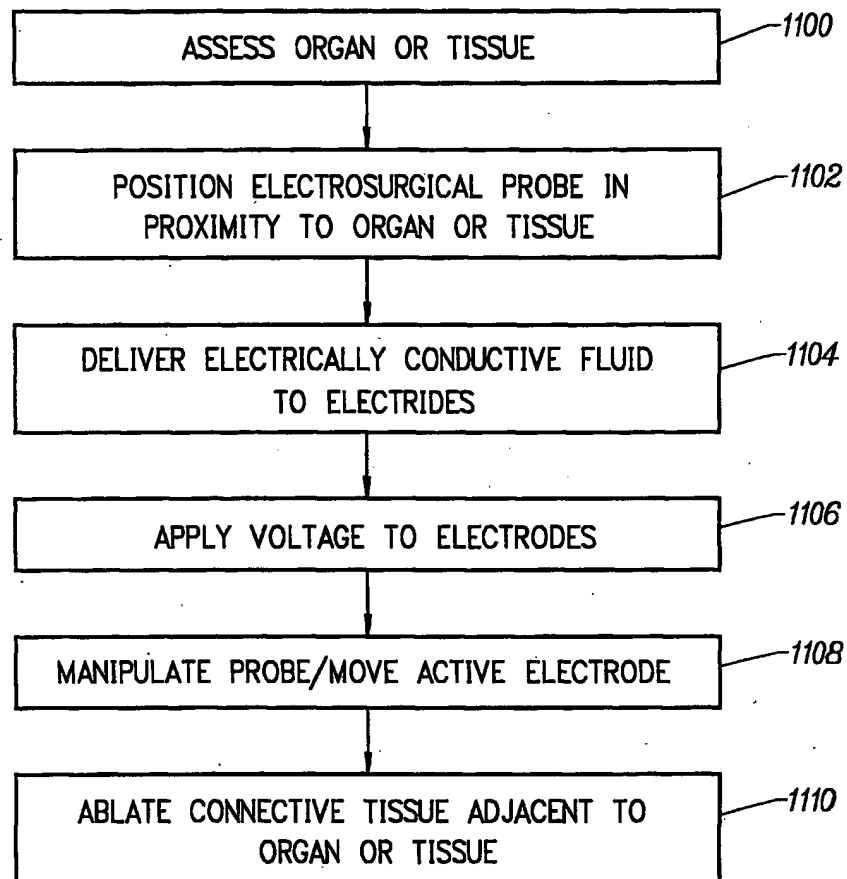 ASSESS ORGAN OR TISSUE
1100
POSITION ELECTROSURGICAL PROBE IN
PROXIMITY TO ORGAN OR TISSUE
1102
DELIVER ELECTRICALLY CONDUCTIVE FLUID
TO ELECTRIDES
1104
APPLY VOLTAGE TO ELECTRODES
1106
MANIPULATE PROBE/MOVE ACTIVE ELECTRODE
1108
ABLATE CONNECTIVE TISSUE ADJACENT TO
ORGAN OR TISSUE
1110